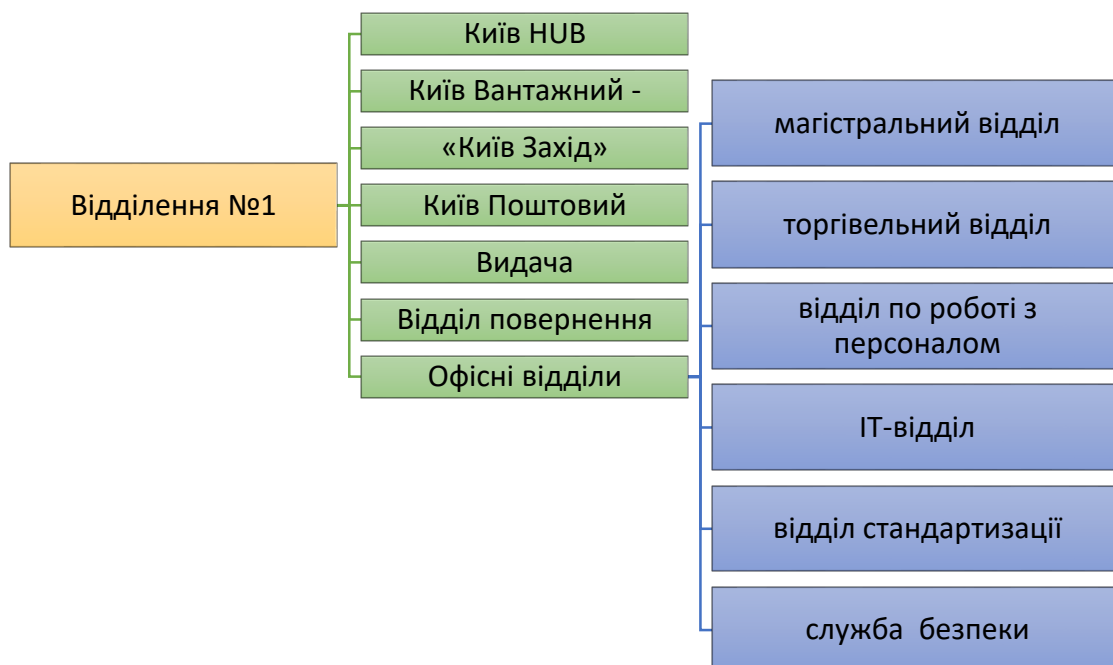 Відділення №1
Київ HUB
Київ Вантажний -
«Київ Захід»
Київ Поштовий
Видача
Відділ повернення
Офісні відділи
магістральний відділ
торгівельний відділ
відділ по роботі з
персоналом
ІТ-відділ
відділ стандартизації
служба  безпеки